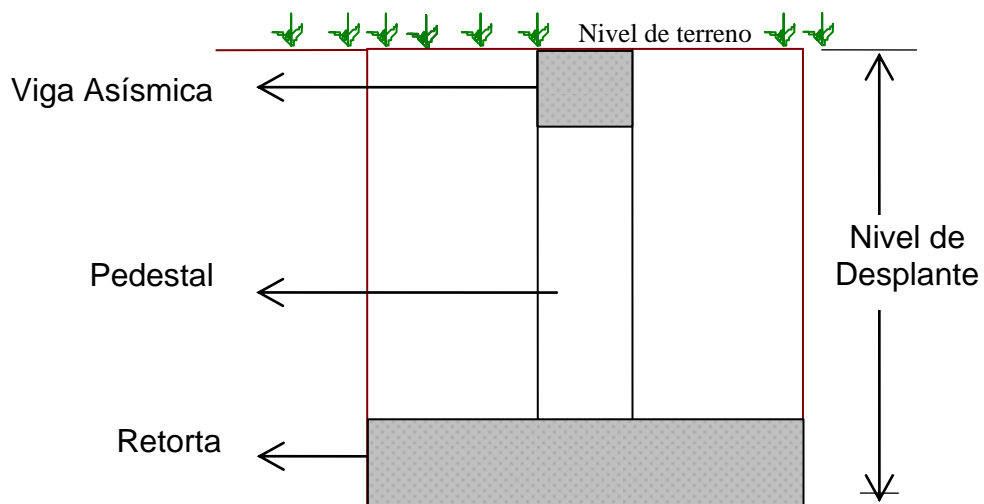 Nivel de terreno
Viga Asísmica
Nivel de
Desplante
Pedestal
Retorta